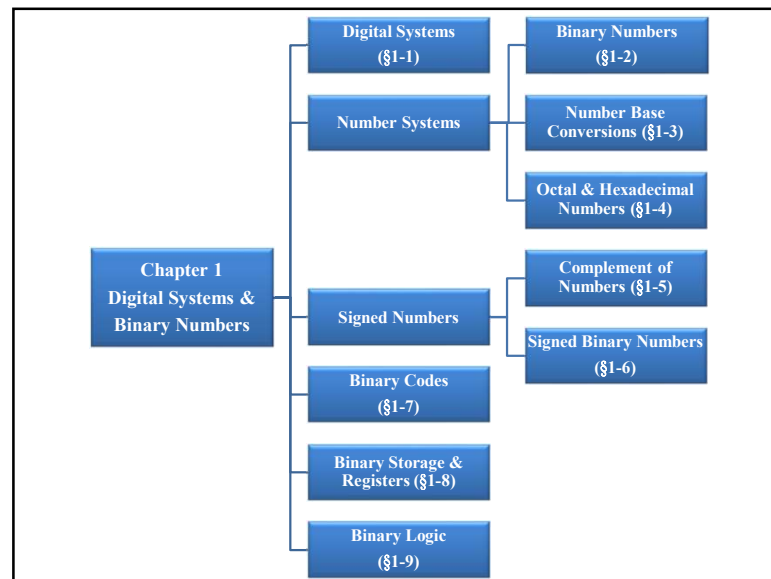 Chapter 1
Digital Systems &
Binary Numbers
Digital Systems
(§1-1)
Number Systems
Binary Numbers
(§1-2)
Number Base
Conversions (§1-3)
Octal & Hexadecimal
Numbers (§1-4)
Signed Numbers
Complement of
Numbers (§1-5)
Signed Binary Numbers
(§1-6)
Binary Codes
(§1-7)
Binary Storage &
Registers (§1-8)
Binary Logic
(§1-9)